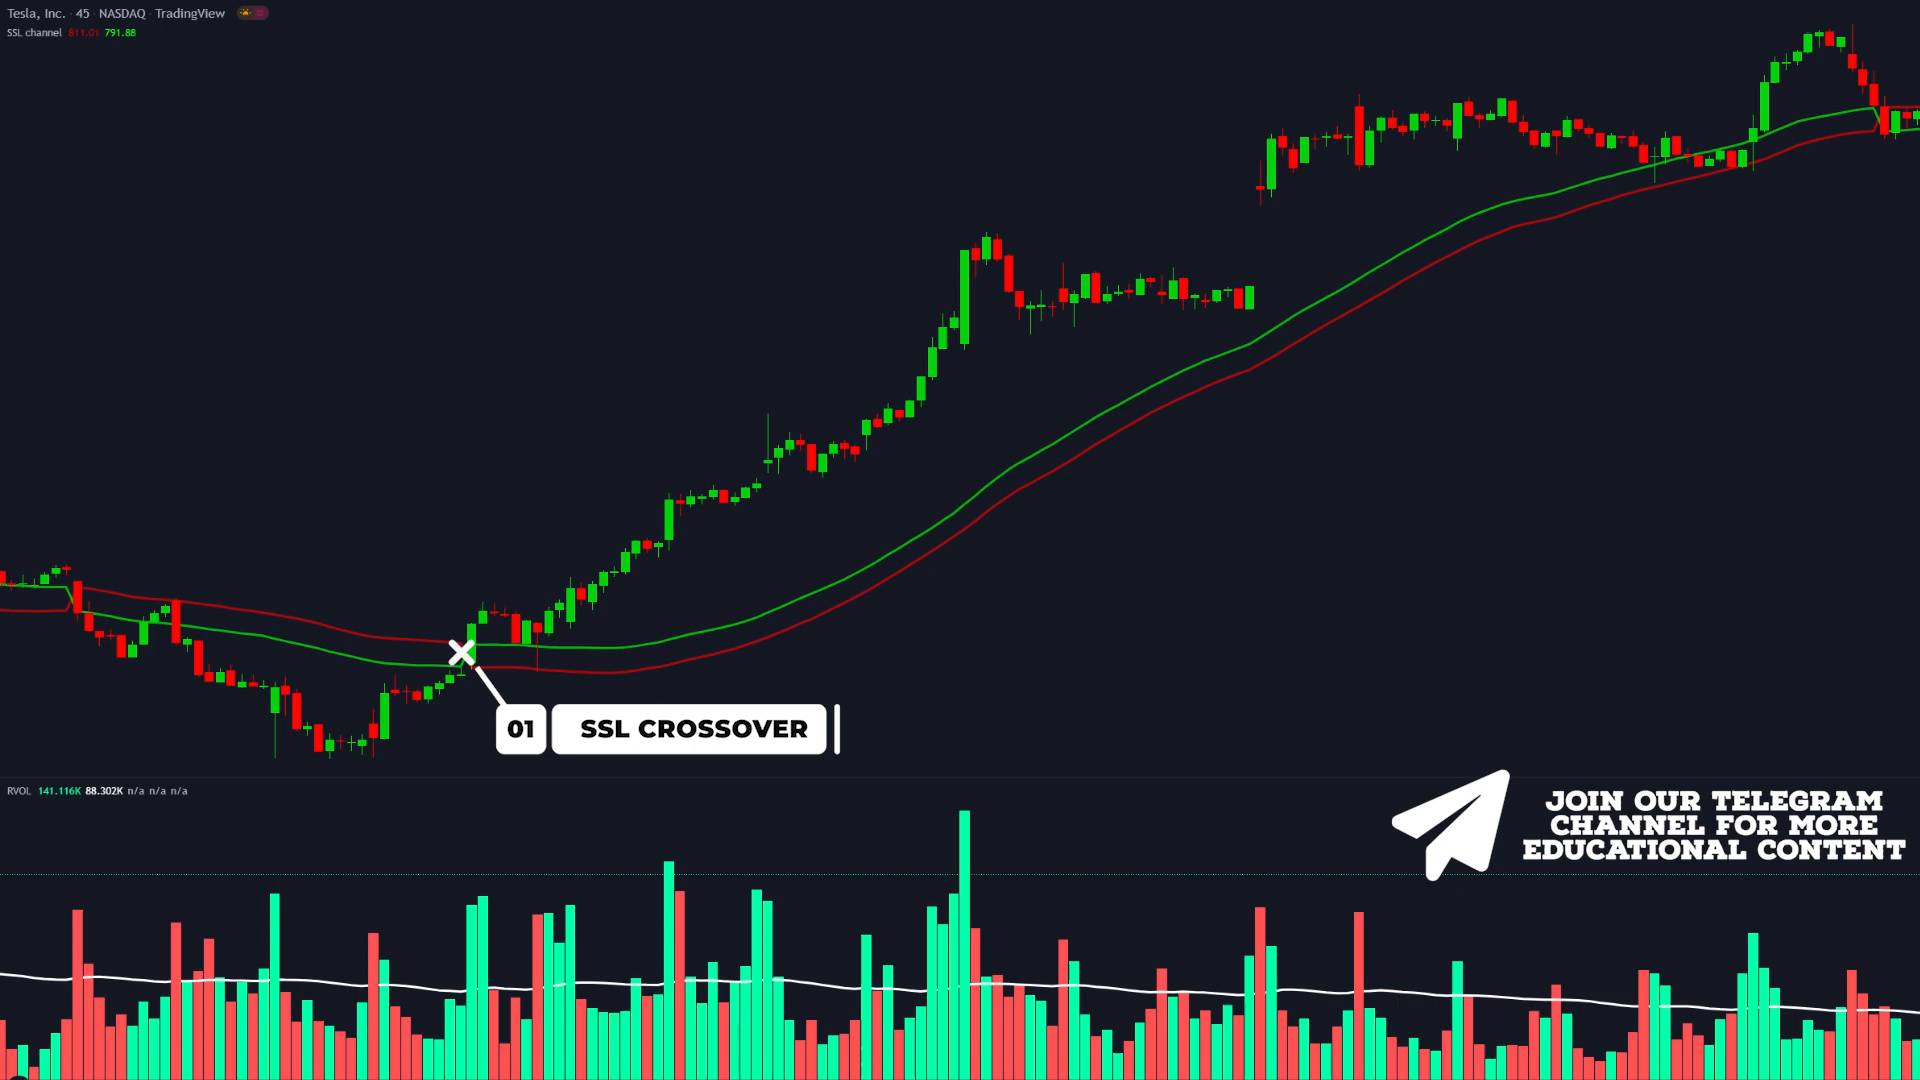 Tesla, Inc. · 45 · NASDAQ · TradingView
SSL channel 811.01 791.88
01 SSL CROSSOVER
RVOL 141.116K 88.302K n/a n/a n/a
JOIN OUR TELEGRAM
CHANNEL FOR MORE
EDUCATIONAL CONTENT